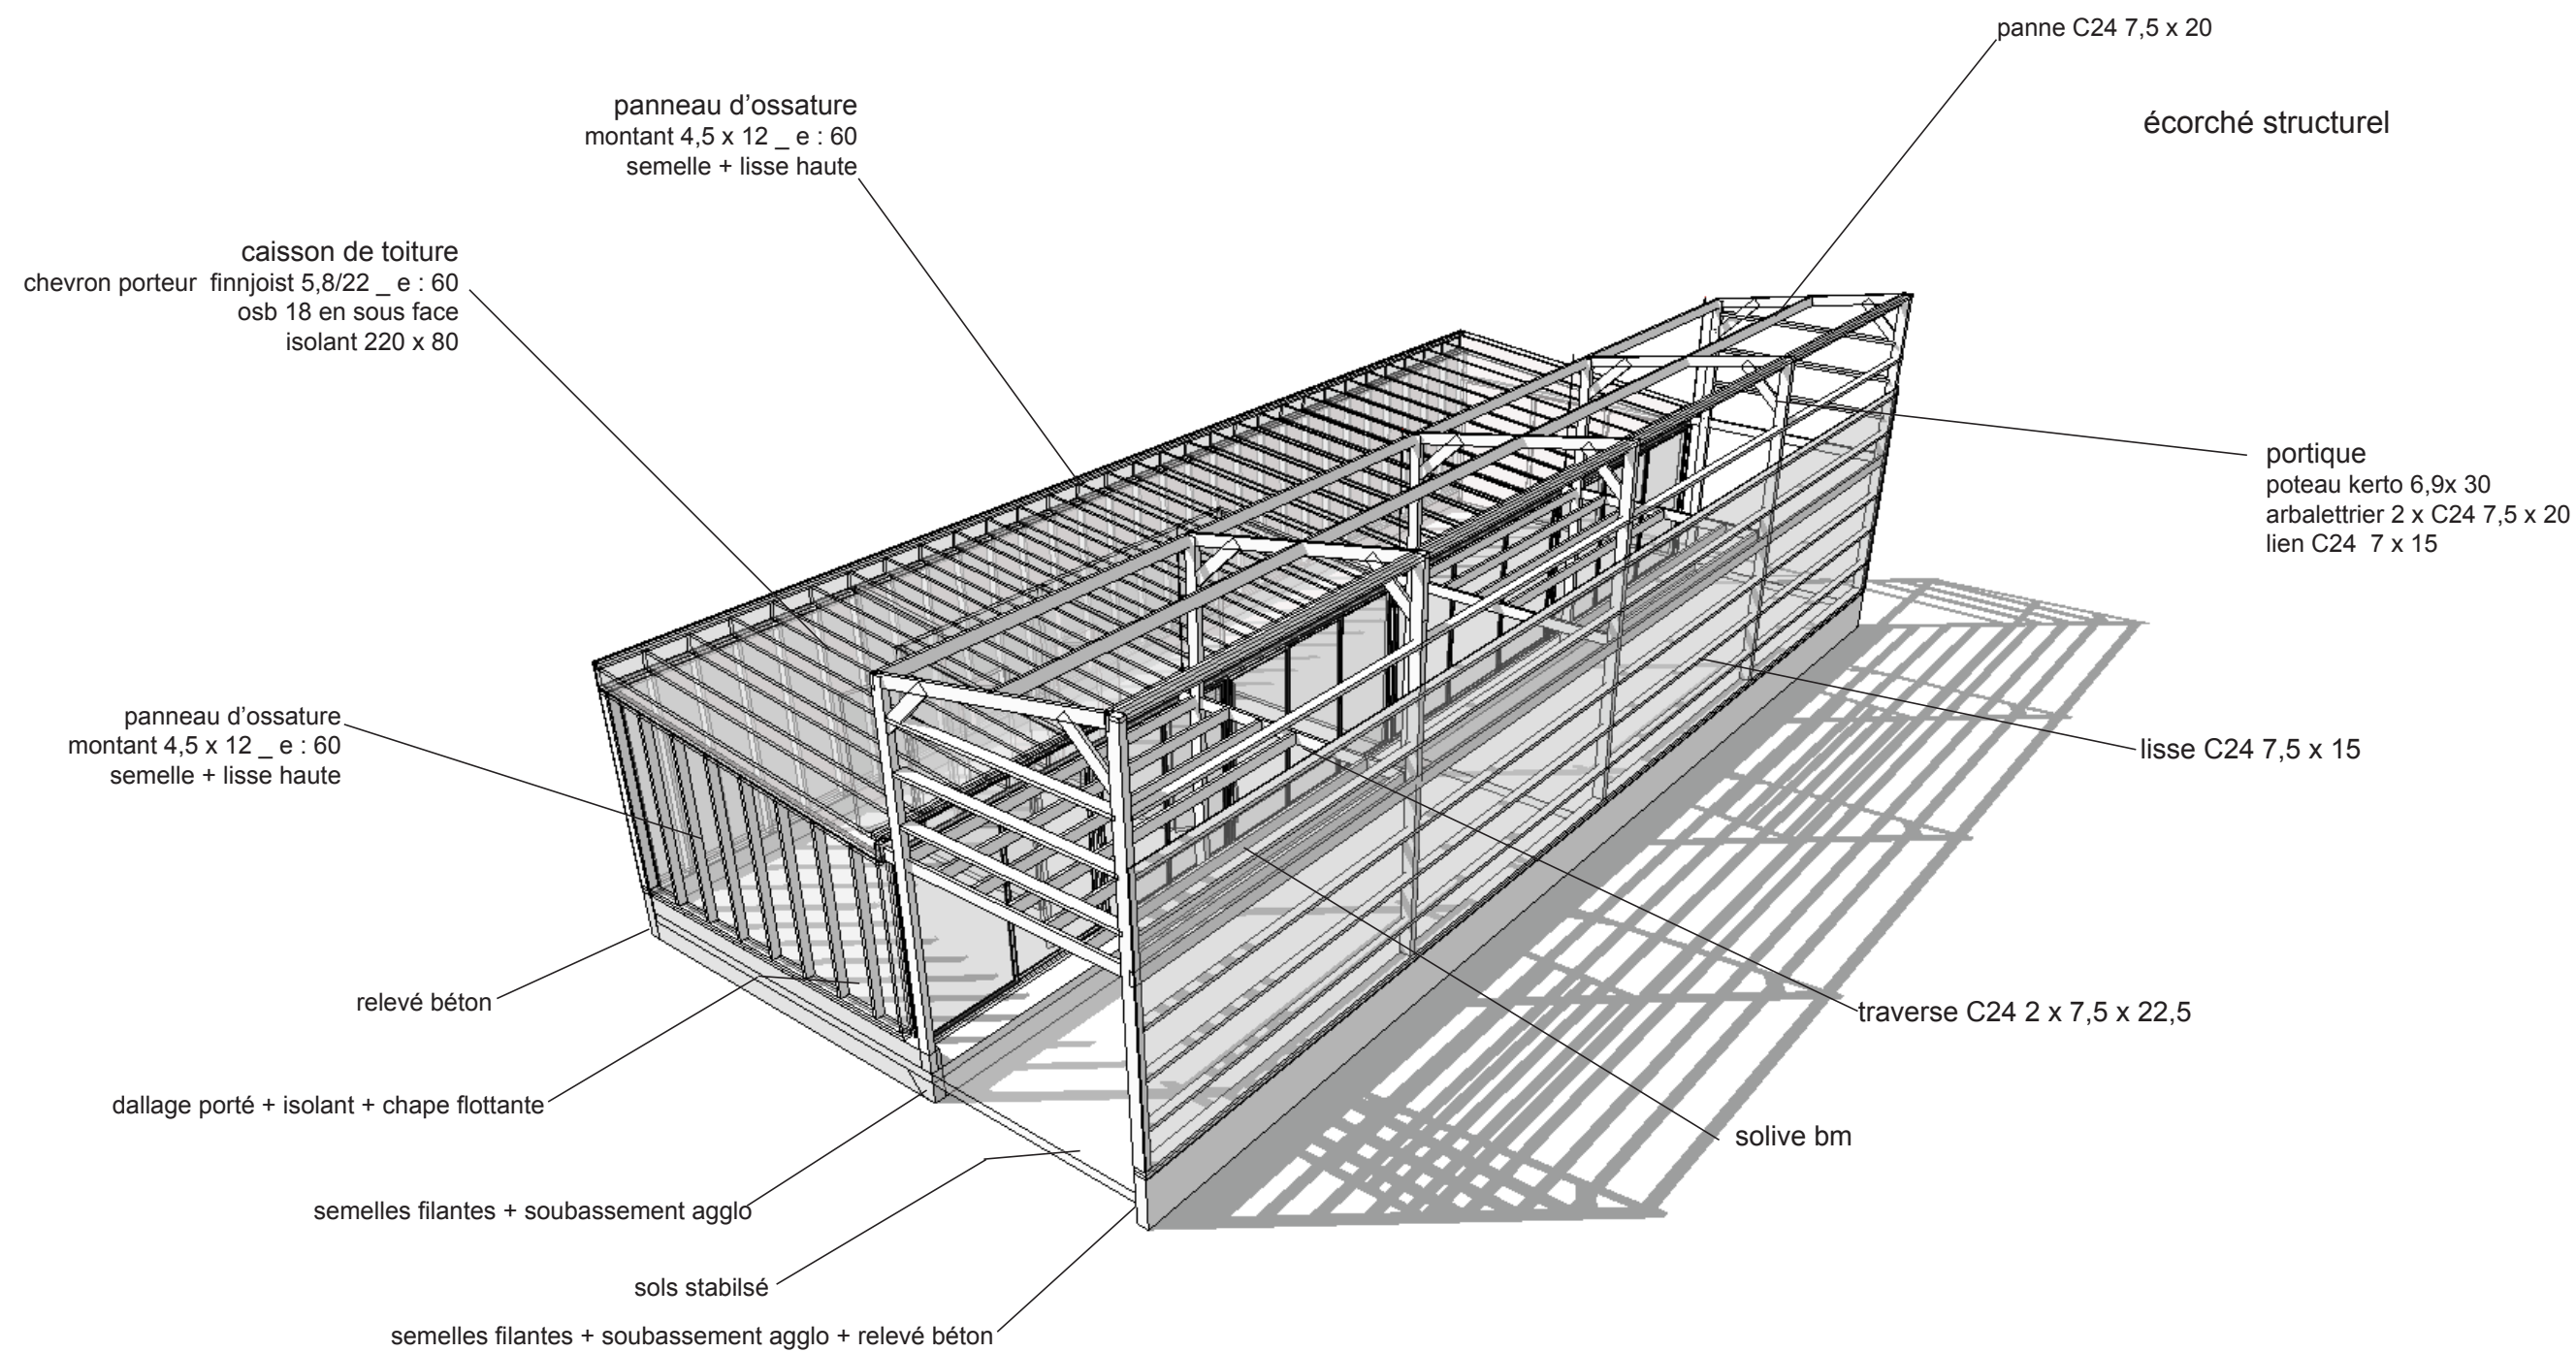 panne C24 7,5 x 20
écorché structurel
panneau d'ossature
montant 4,5 x 12 _ e : 60
semelle + lisse haute
caisson de toiture
chevron porteur  finnjoist 5,8/22 _ e : 60
osb 18 en sous face
isolant 220 x 80
portique
poteau kerto 6,9x 30
arbalettrier 2 x C24 7,5 x 20
lien C24  7 x 15
panneau d'ossature
montant 4,5 x 12 _ e : 60
semelle + lisse haute
lisse C24 7,5 x 15
relevé béton
traverse C24 2 x 7,5 x 22,5
dallage porté + isolant + chape flottante
solive bm
semelles filantes + soubassement agglo
sols stabilsé
semelles filantes + soubassement agglo + relevé béton